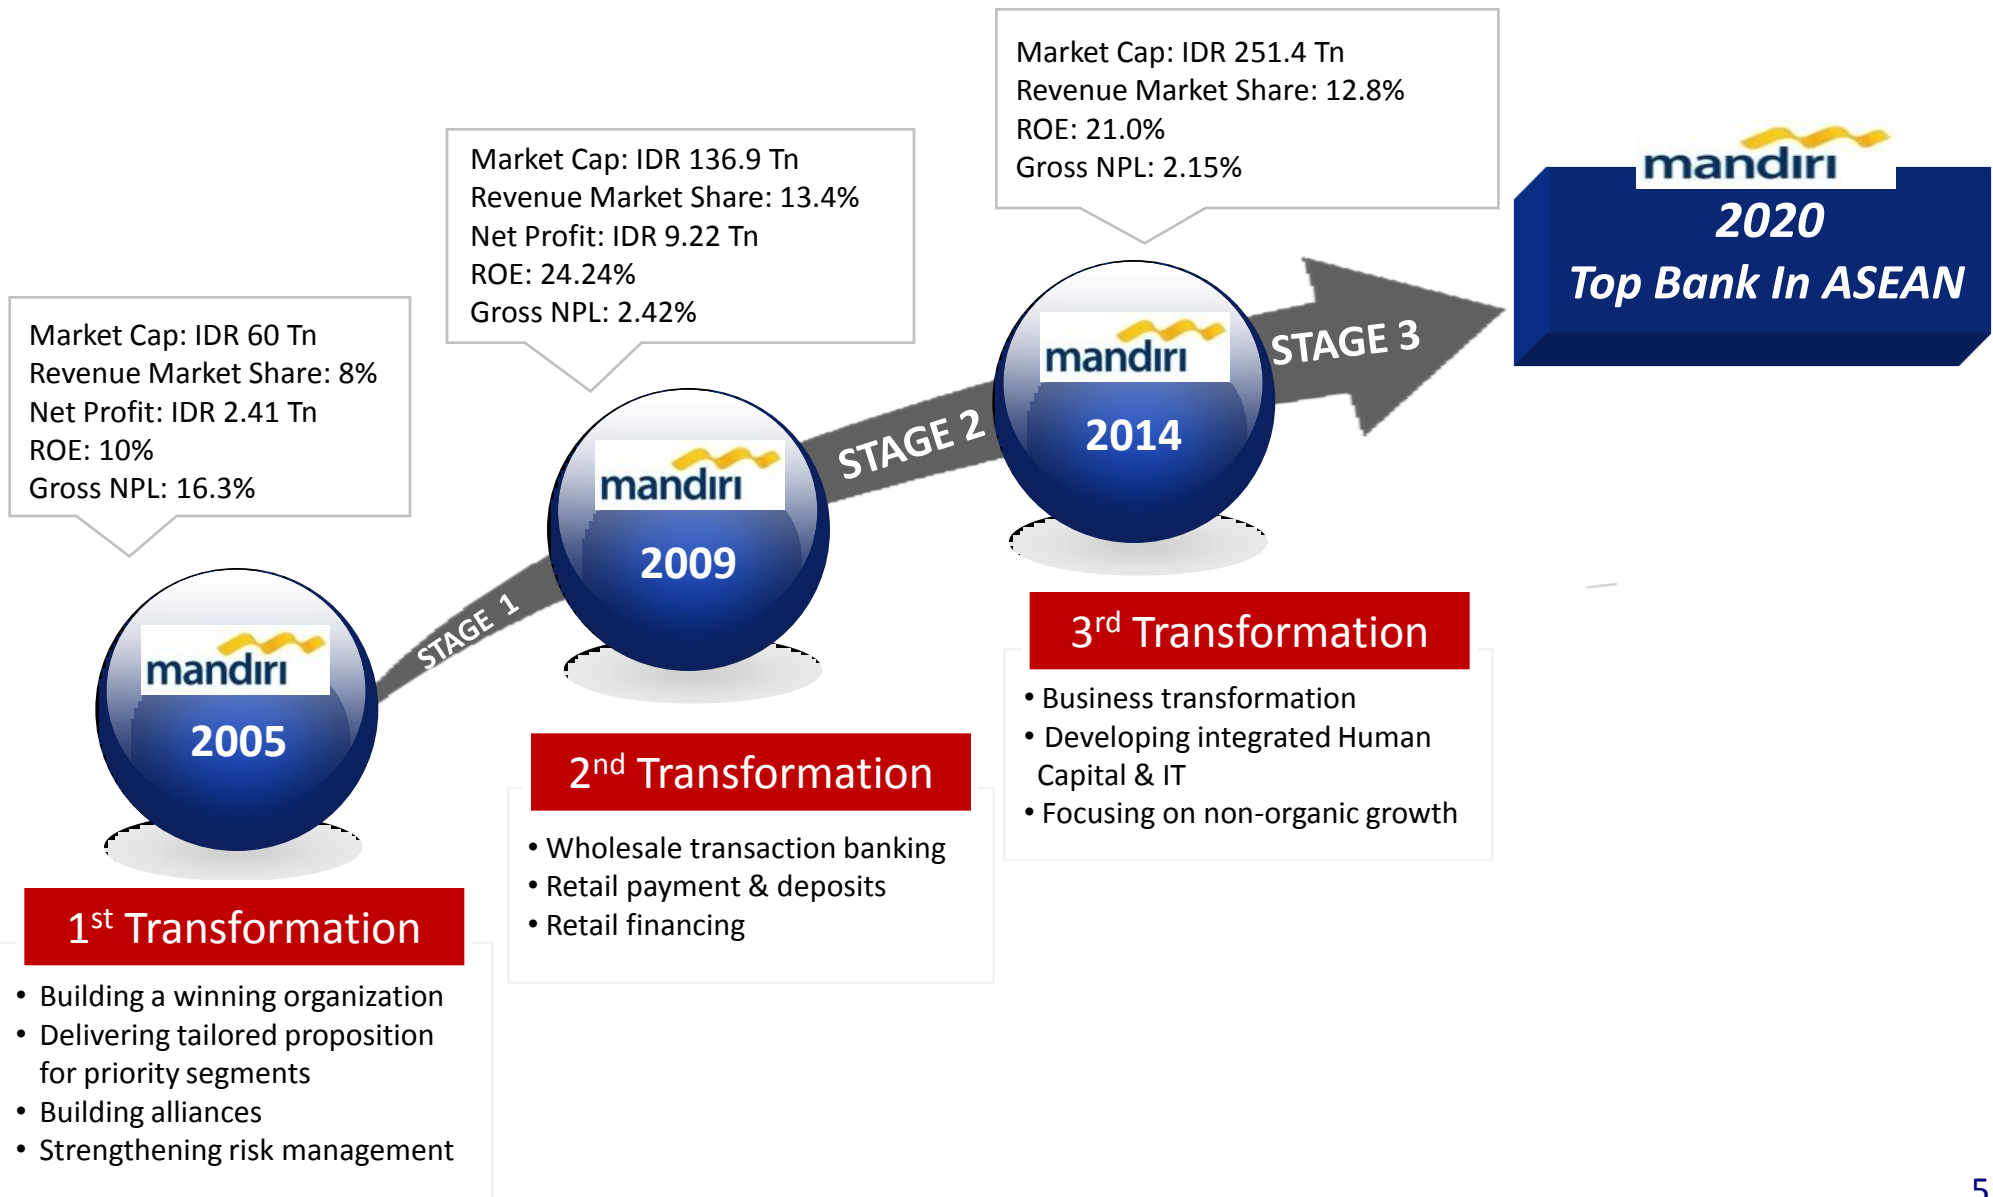 Market Cap: IDR 60 Tn
Revenue Market Share: 8%
Net Profit: IDR 2.41 Tn
ROE: 10%
Gross NPL: 16.3%
mandırı
2005
1st Transformation
• Building a winning organization
• Delivering tailored proposition
for priority segments
• Building alliances
• Strengthening risk management
STAGE 1
Market Cap: IDR 136.9 Tn
Revenue Market Share: 13.4%
Net Profit: IDR 9.22 Tn
ROE: 24.24%
Gross NPL: 2.42%
mandırı
2009
2nd Transformation
• Wholesale transaction banking
• Retail payment & deposits
• Retail financing
STAGE 2
Market Cap: IDR 251.4 Tn
Revenue Market Share: 12.8%
ROE: 21.0%
Gross NPL: 2.15%
mandırı
2014
3rd Transformation
• Business transformation
• Developing integrated Human
Capital & IT
• Focusing on non-organic growth
STAGE 3
mandırı
2020
Top Bank In ASEAN
5